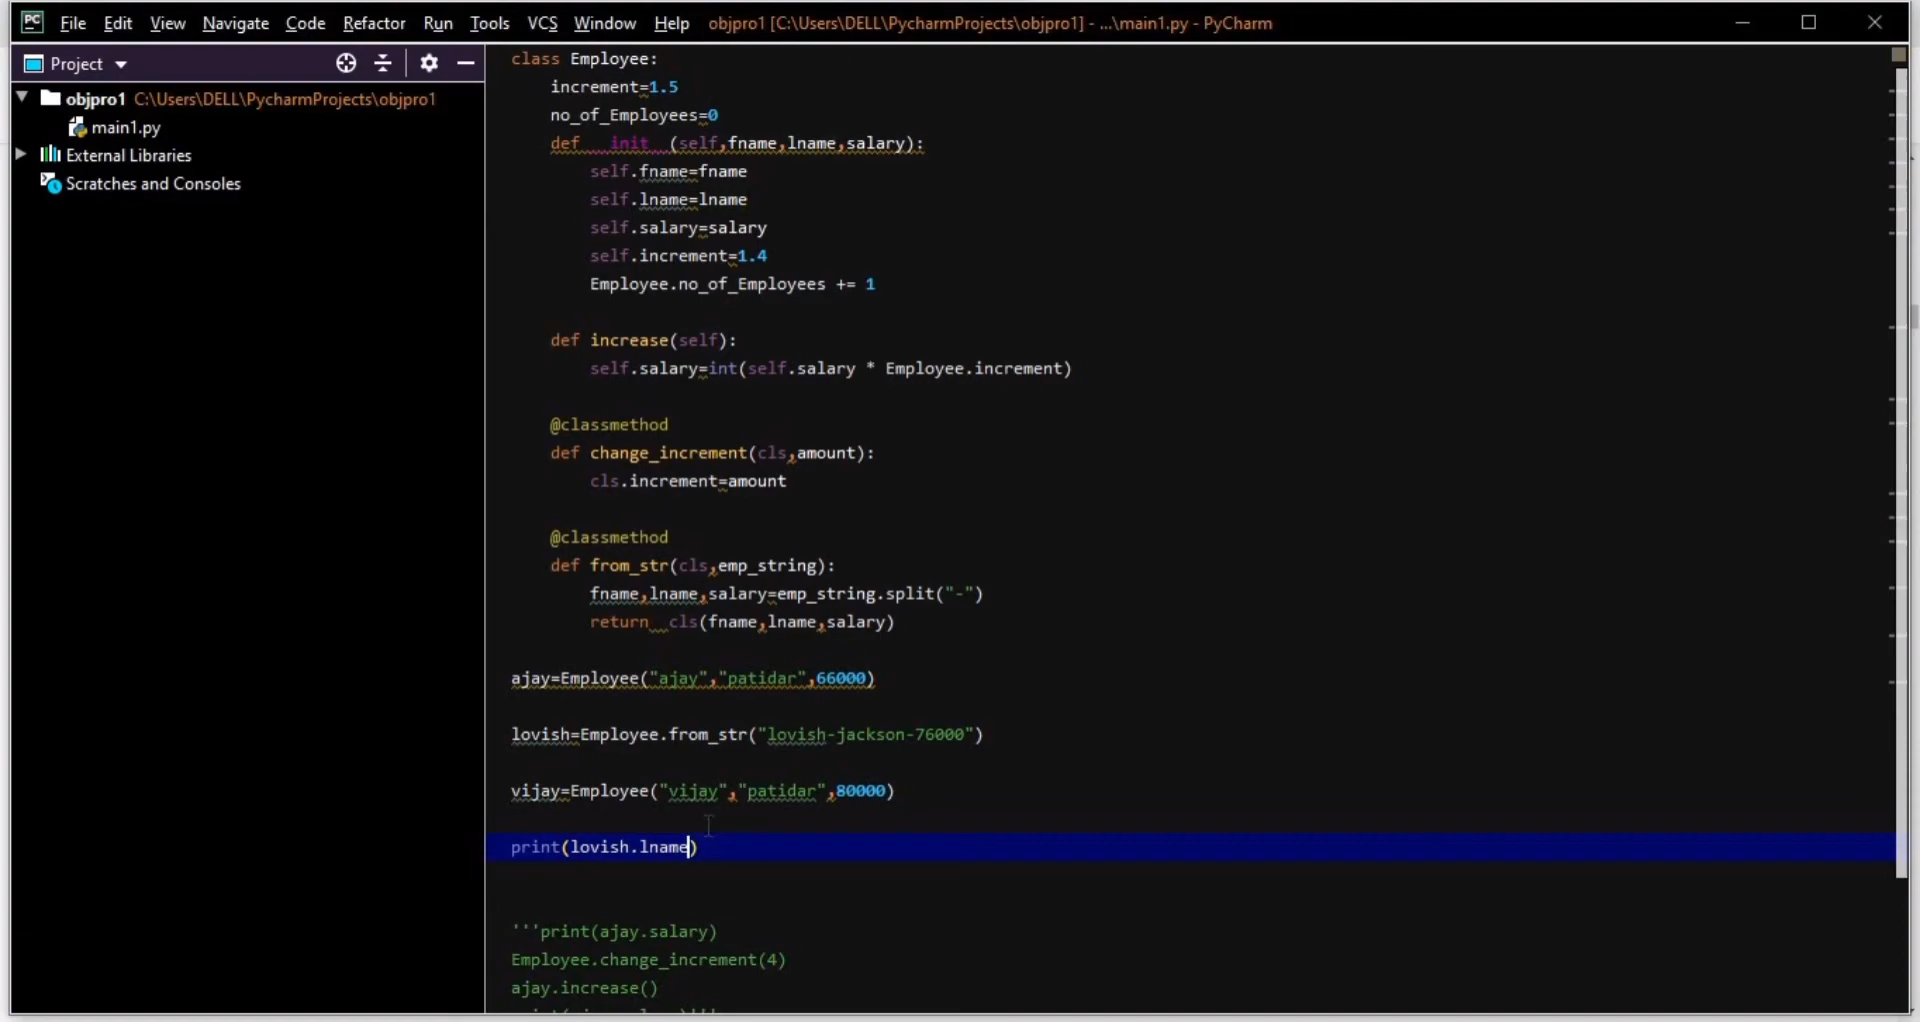 PC File Edit View Navigate Code Refactor Run Tools VCS Window Help objpro1 [C:\Users\DELL\PycharmProjects\objpro1] - ...\main1.py - PyCharm
Project
objpro1 C:\Users\DELL\PycharmProjects\objpro1
main1.py
External Libraries
Scratches and Consoles
class Employee:
    increment=1.5
    no_of_Employees=0
    def __init__(self,fname,lname,salary):
        self.fname=fname
        self.lname=lname
        self.salary=salary
        self.increment=1.4
        Employee.no_of_Employees += 1
    def increase(self):
        self.salary=int(self.salary * Employee.increment)
    @classmethod
    def change_increment(cls,amount):
        cls.increment=amount
    @classmethod
    def from_str(cls,emp_string):
        fname,lname,salary=emp_string.split("-")
        return  cls(fname,lname,salary)
ajay=Employee("ajay","patidar",66000)
lovish=Employee.from_str("lovish-jackson-76000")
vijay=Employee("vijay","patidar",80000)
print(lovish.lname)
'''print(ajay.salary)
Employee.change_increment(4)
ajay.increase()